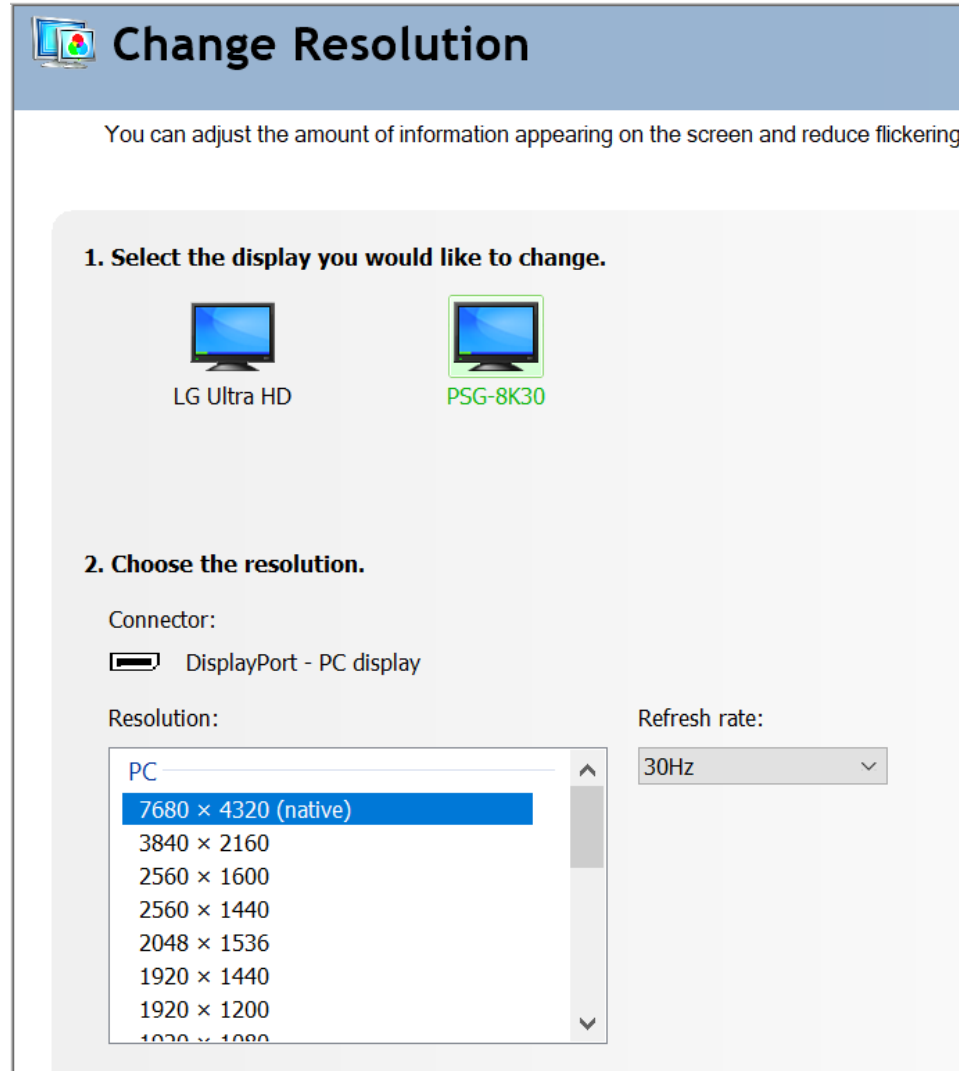 Change Resolution
You can adjust the amount of information appearing on the screen and reduce flickering
1. Select the display you would like to change.
LG Ultra HD
PSG-8K30
2. Choose the resolution.
Connector:
DisplayPort - PC display
Resolution:
Refresh rate:
PC
30Hz
7680 × 4320 (native)
3840 × 2160
2560 × 1600
2560 × 1440
2048 × 1536
1920 × 1440
1920 × 1200
1920 × 1080